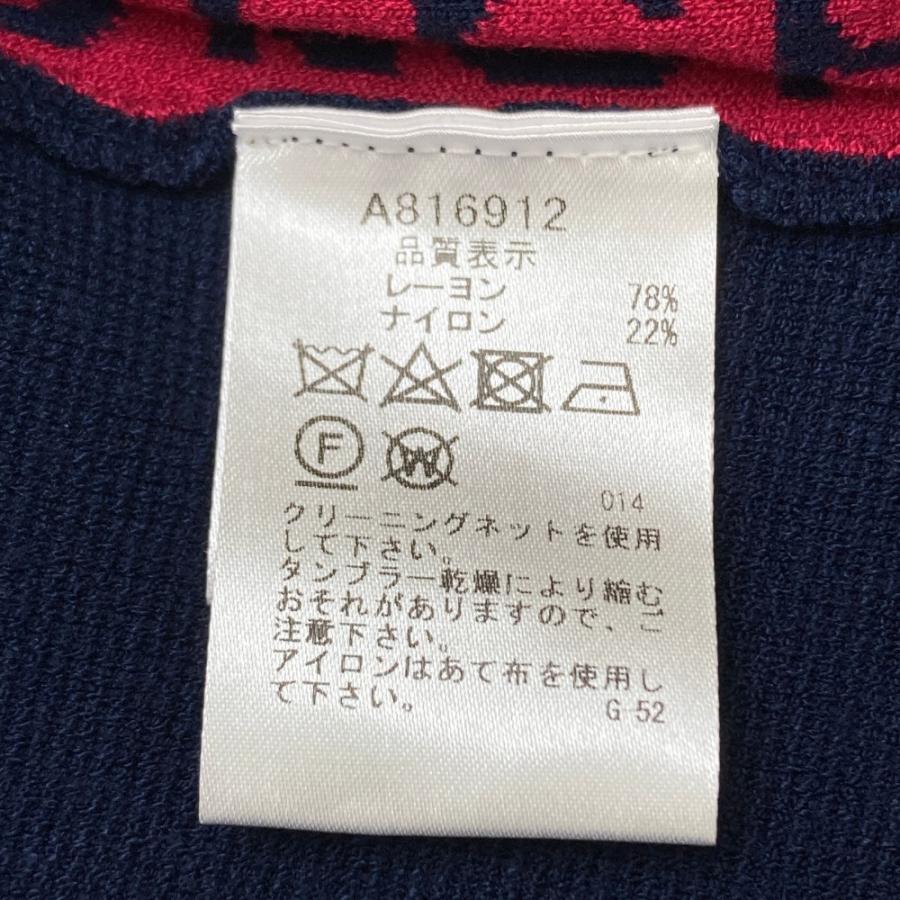 A816912
品質表示
レーヨン 78%
ナイロン 22%
F W
014
クリーニングネットを使用
して下さい。
タンブラー乾燥により縮む
おそれがありますので、ご
注意下さい。
アイロンはあて布を使用し
て下さい。
G 52